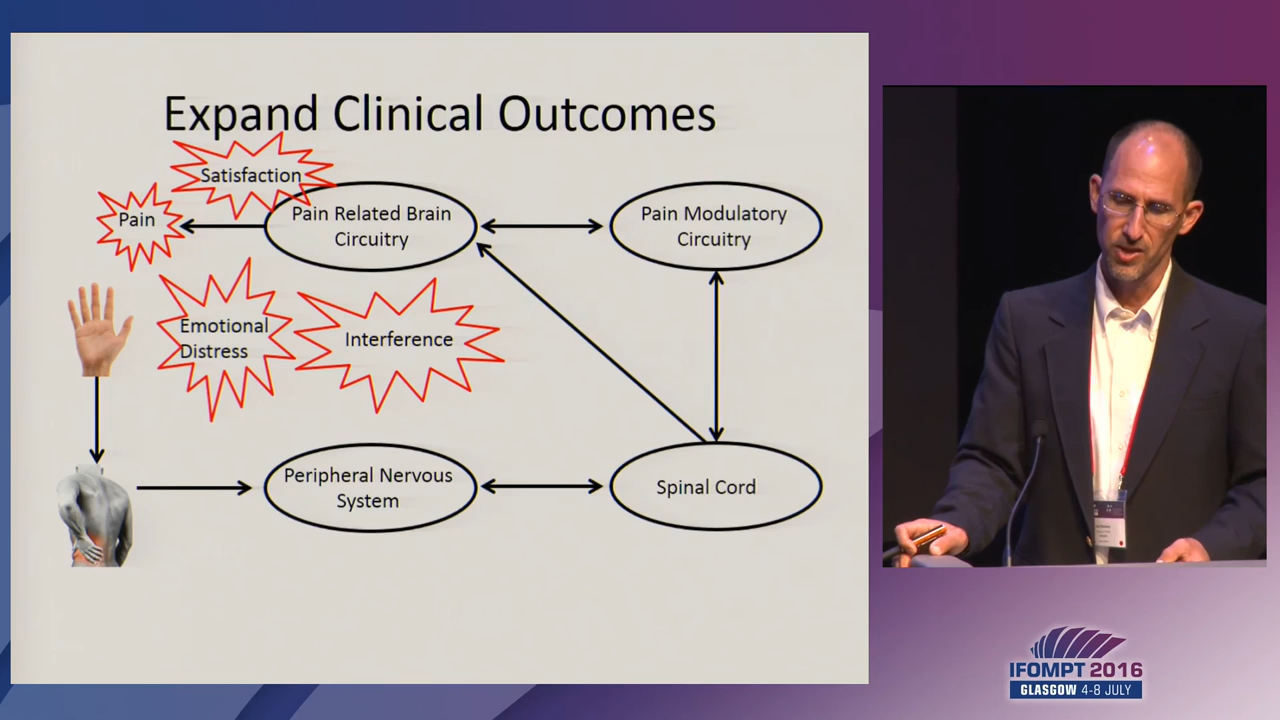 Expand Clinical Outcomes
Satisfaction
Pain
Pain Related Brain
Circuitry
Pain Modulatory
Circuitry
Emotional
Distress
Interference
Peripheral Nervous
System
Spinal Cord
IFOMPT 2016
GLASGOW 4-8 JULY